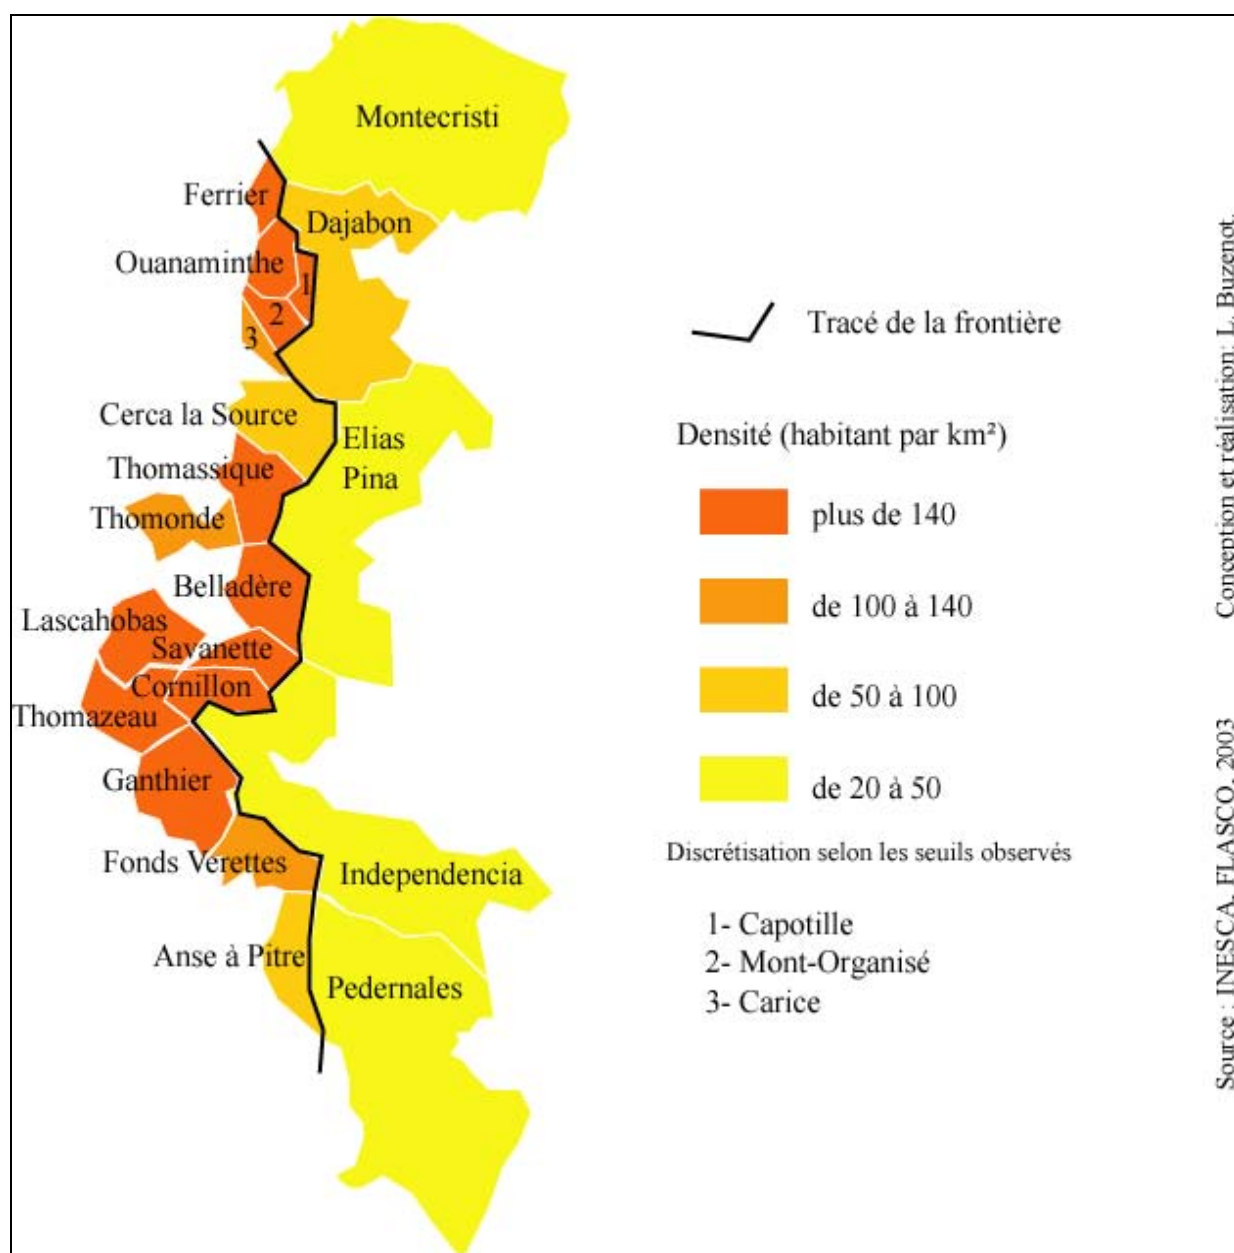 Montecristi
Ferrier
Dajabon
Ouanaminthe
1
2
3
Cerca la Source
Elias
Pina
Thomassique
Thomonde
Belladère
Lascahobas
Savanette
Cornillon
Thomazeau
Ganthier
Fonds Verettes
Independencia
Anse à Pitre
Pedernales
Tracé de la frontière
Densité (habitant par km²)
plus de 140
de 100 à 140
de 50 à 100
de 20 à 50
Discrétisation selon les seuils observés
1- Capotille
2- Mont-Organisé
3- Carice
Source : INESCA, FLASCO, 2003
Conception et réalisation: L. Buzenot.